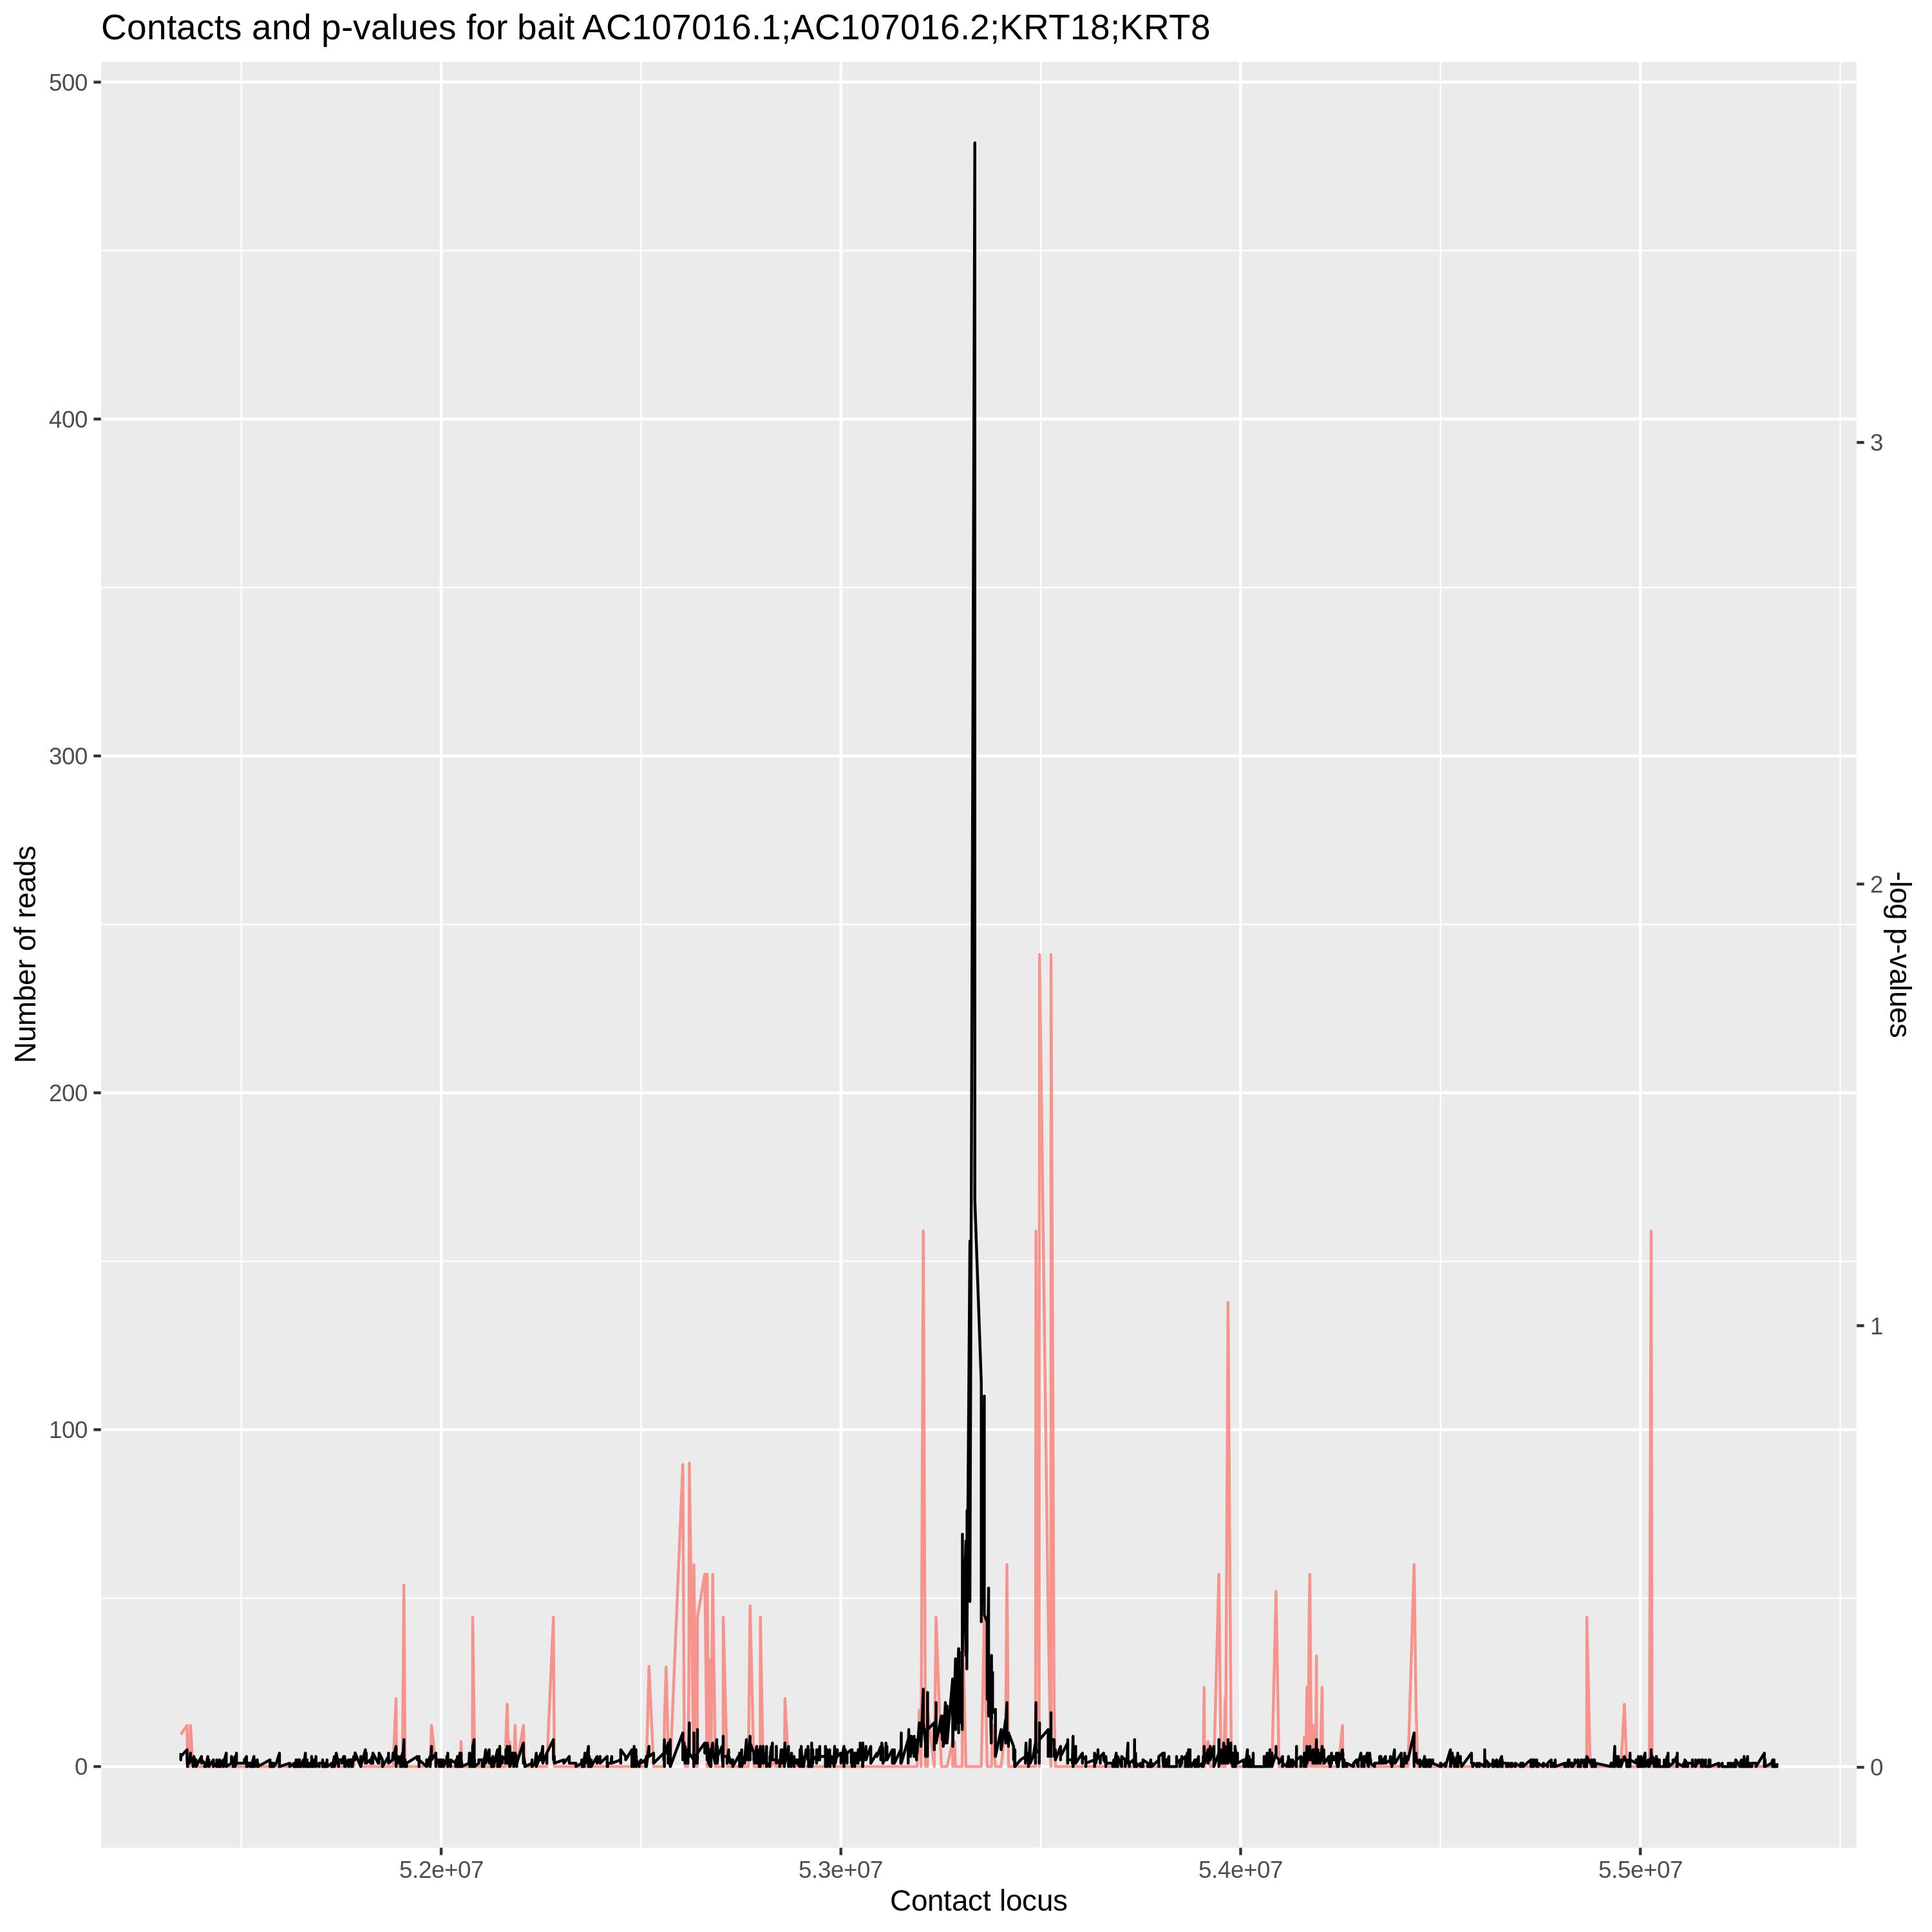 Contacts and p-values for bait AC107016.1;AC107016.2;KRT18;KRT8
500
400
300
200
100
0
Number of reads
3
2
1
0
-log p-values
5.2e+07
5.3e+07
5.4e+07
5.5e+07
Contact locus